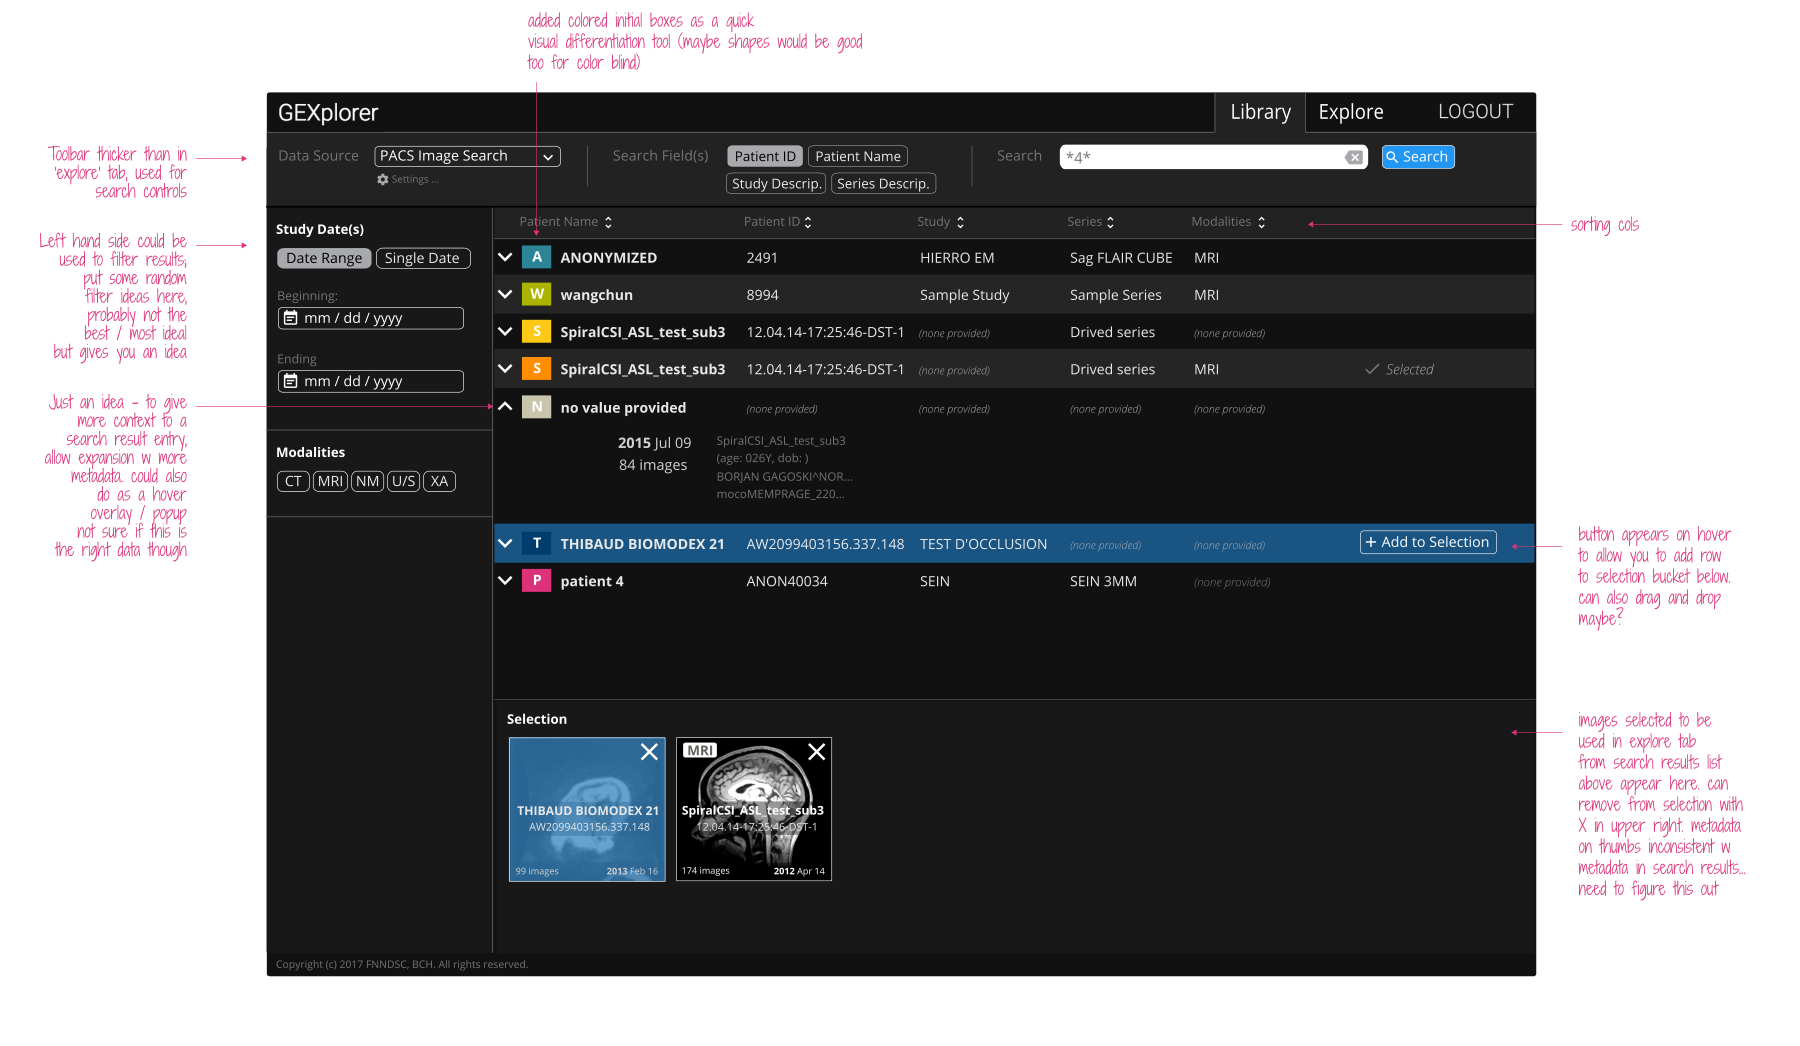 added colored initial boxes as a quick
visual differentiation tool (maybe shapes would be good
too for color blind)
GEXplorer
Library
Explore
LOGOUT
Toolbar thicker than in
'explore' tab, used for
search controls
Data Source
PACS Image Search
Settings ...
Search Field(s)
Patient ID
Patient Name
Study Descrip.
Series Descrip.
Search
*4*
Search
Left hand side could be
used to filter results;
put some random
filter ideas here,
probably not the
best / most ideal
but gives you an idea
Study Date(s)
Date Range
Single Date
Beginning:
mm / dd / yyyy
Ending
mm / dd / yyyy
Just an idea - to give
more context to a
search result entry,
allow expansion w more
metadata. could also
do as a hover
overlay / popup
not sure if this is
the right data though
Modalities
CT
MRI
NM
U/S
XA
Patient Name
Patient ID
Study
Series
Modalities
sorting cols
A ANONYMIZED 2491 HIERRO EM Sag FLAIR CUBE MRI
W wangchun 8994 Sample Study Sample Series MRI
S SpiralCSI_ASL_test_sub3 12.04.14-17:25:46-DST-1 (none provided) Drived series (none provided)
S SpiralCSI_ASL_test_sub3 12.04.14-17:25:46-DST-1 (none provided) Drived series MRI Selected
N no value provided (none provided) (none provided) (none provided) (none provided)
2015 Jul 09
84 images
SpiralCSI_ASL_test_sub3
(age: 026Y, dob: )
BORJAN GAGOSKI^NOR...
mocoMEMPRAGE_220...
T THIBAUD BIOMODEX 21 AW2099403156.337.148 TEST D'OCCLUSION (none provided) (none provided) + Add to Selection
P patient 4 ANON40034 SEIN SEIN 3MM (none provided)
button appears on hover
to allow you to add row
to selection bucket below.
can also drag and drop
maybe?
Selection
THIBAUD BIOMODEX 21
AW2099403156.337.148
99 images
2013 Feb 16
MRI
SpiralCSI_ASL_test_sub3
12.04.14-17:25:46-DST-1
174 images
2012 Apr 14
images selected to be
used in explore tab
from search results list
above appear here. can
remove from selection with
X in upper right. metadata
on thumbs inconsistent w
metadata in search results...
need to figure this out
Copyright (c) 2017 FNNDSC, BCH. All rights reserved.